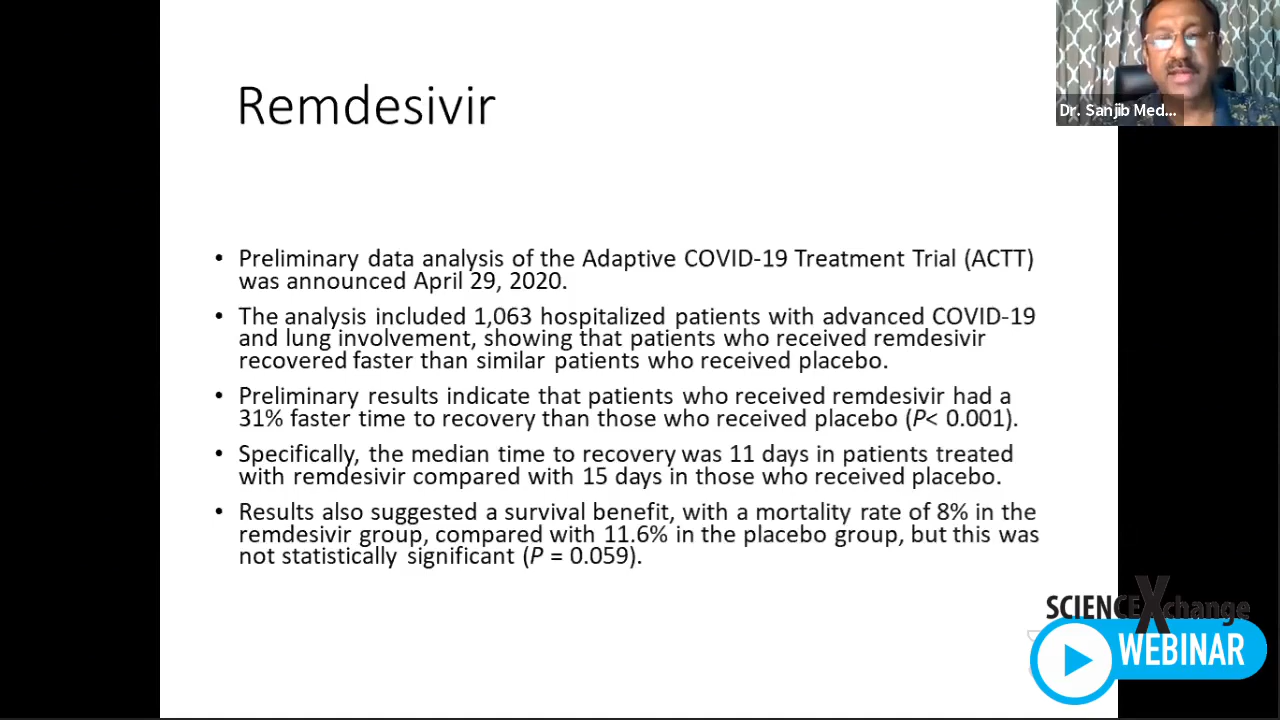 Remdesivir
Dr. Sanjib Med...
• Preliminary data analysis of the Adaptive COVID-19 Treatment Trial (ACTT)
was announced April 29, 2020.
• The analysis included 1,063 hospitalized patients with advanced COVID-19
and lung involvement, showing that patients who received remdesivir
recovered faster than similar patients who received placebo.
• Preliminary results indicate that patients who received remdesivir had a
31% faster time to recovery than those who received placebo (P< 0.001).
• Specifically, the median time to recovery was 11 days in patients treated
with remdesivir compared with 15 days in those who received placebo.
• Results also suggested a survival benefit, with a mortality rate of 8% in the
remdesivir group, compared with 11.6% in the placebo group, but this was
not statistically significant (P = 0.059).
SCIENCEXchange
WEBINAR